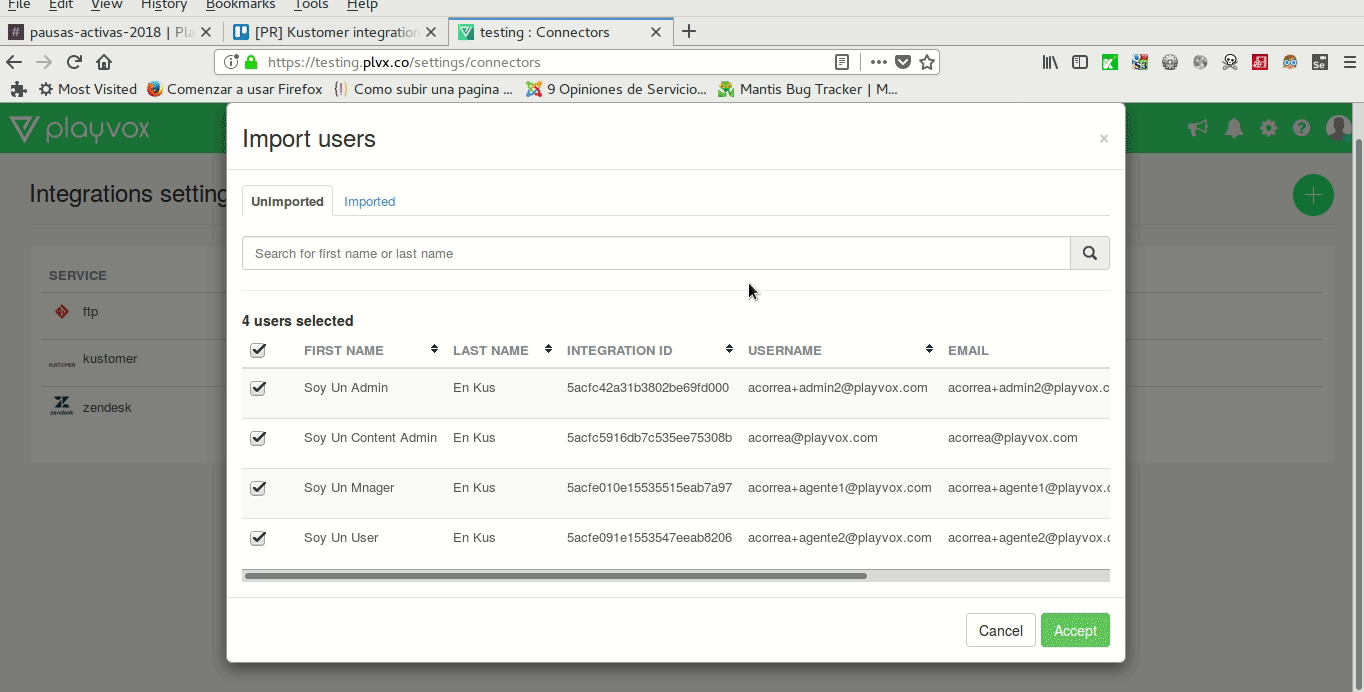 File Edit View History Bookmarks Tools Help
pausas-activas-2018 | Pla
[PR] Kustomer integration
testing : Connectors
https://testing.plvx.co/settings/connectors
Most Visited
Comenzar a usar Firefox
Como subir una pagina ...
9 Opiniones de Servicio...
Mantis Bug Tracker | M...
playvox
Integrations setting
SERVICE
ftp
kustomer
zendesk
Import users
×
Unimported Imported
Search for first name or last name
4 users selected
FIRST NAME LAST NAME INTEGRATION ID USERNAME EMAIL
Soy Un Admin En Kus 5acfc42a31b3802be69fd000 acorrea+admin2@playvox.com acorrea+admin2@playvox.c
Soy Un Content Admin En Kus 5acfc5916db7c535ee75308b acorrea@playvox.com acorrea@playvox.com
Soy Un Mnager En Kus 5acfe010e15535515eab7a97 acorrea+agente1@playvox.com acorrea+agente1@playvox.c
Soy Un User En Kus 5acfe091e1553547eeab8206 acorrea+agente2@playvox.com acorrea+agente2@playvox.c
Cancel Accept